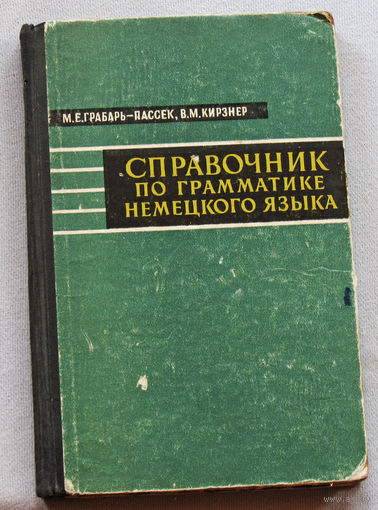 М.Е.ГРАБАРЬ-ПАССЕК, В.М.КИРЗНЕР
СПРАВОЧНИК
ПО ГРАММАТИКЕ
НЕМЕЦКОГО ЯЗЫКА